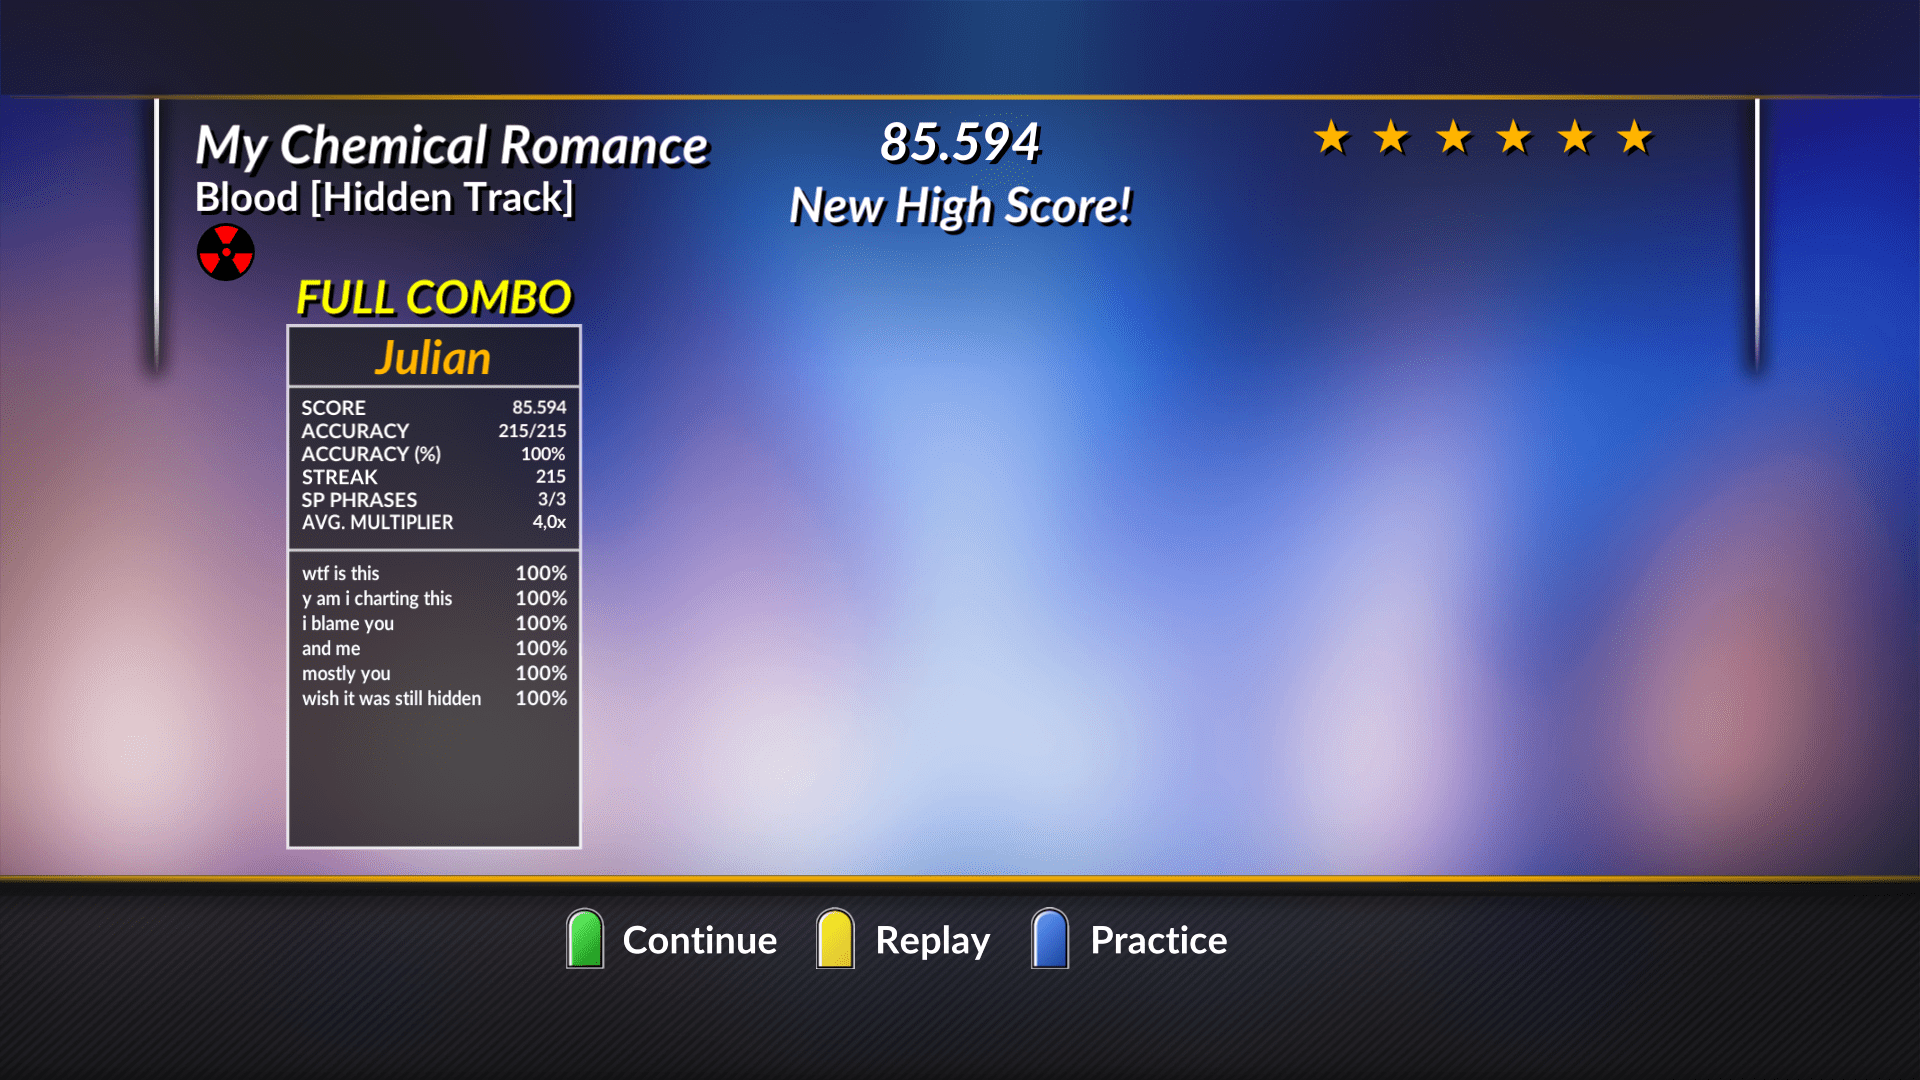 My Chemical Romance
Blood [Hidden Track]
85.594
New High Score!
FULL COMBO
Julian
SCORE 85.594
ACCURACY 215/215
ACCURACY (%) 100%
STREAK 215
SP PHRASES 3/3
AVG. MULTIPLIER 4,0x
wtf is this 100%
y am i charting this 100%
i blame you 100%
and me 100%
mostly you 100%
wish it was still hidden 100%
Continue Replay Practice